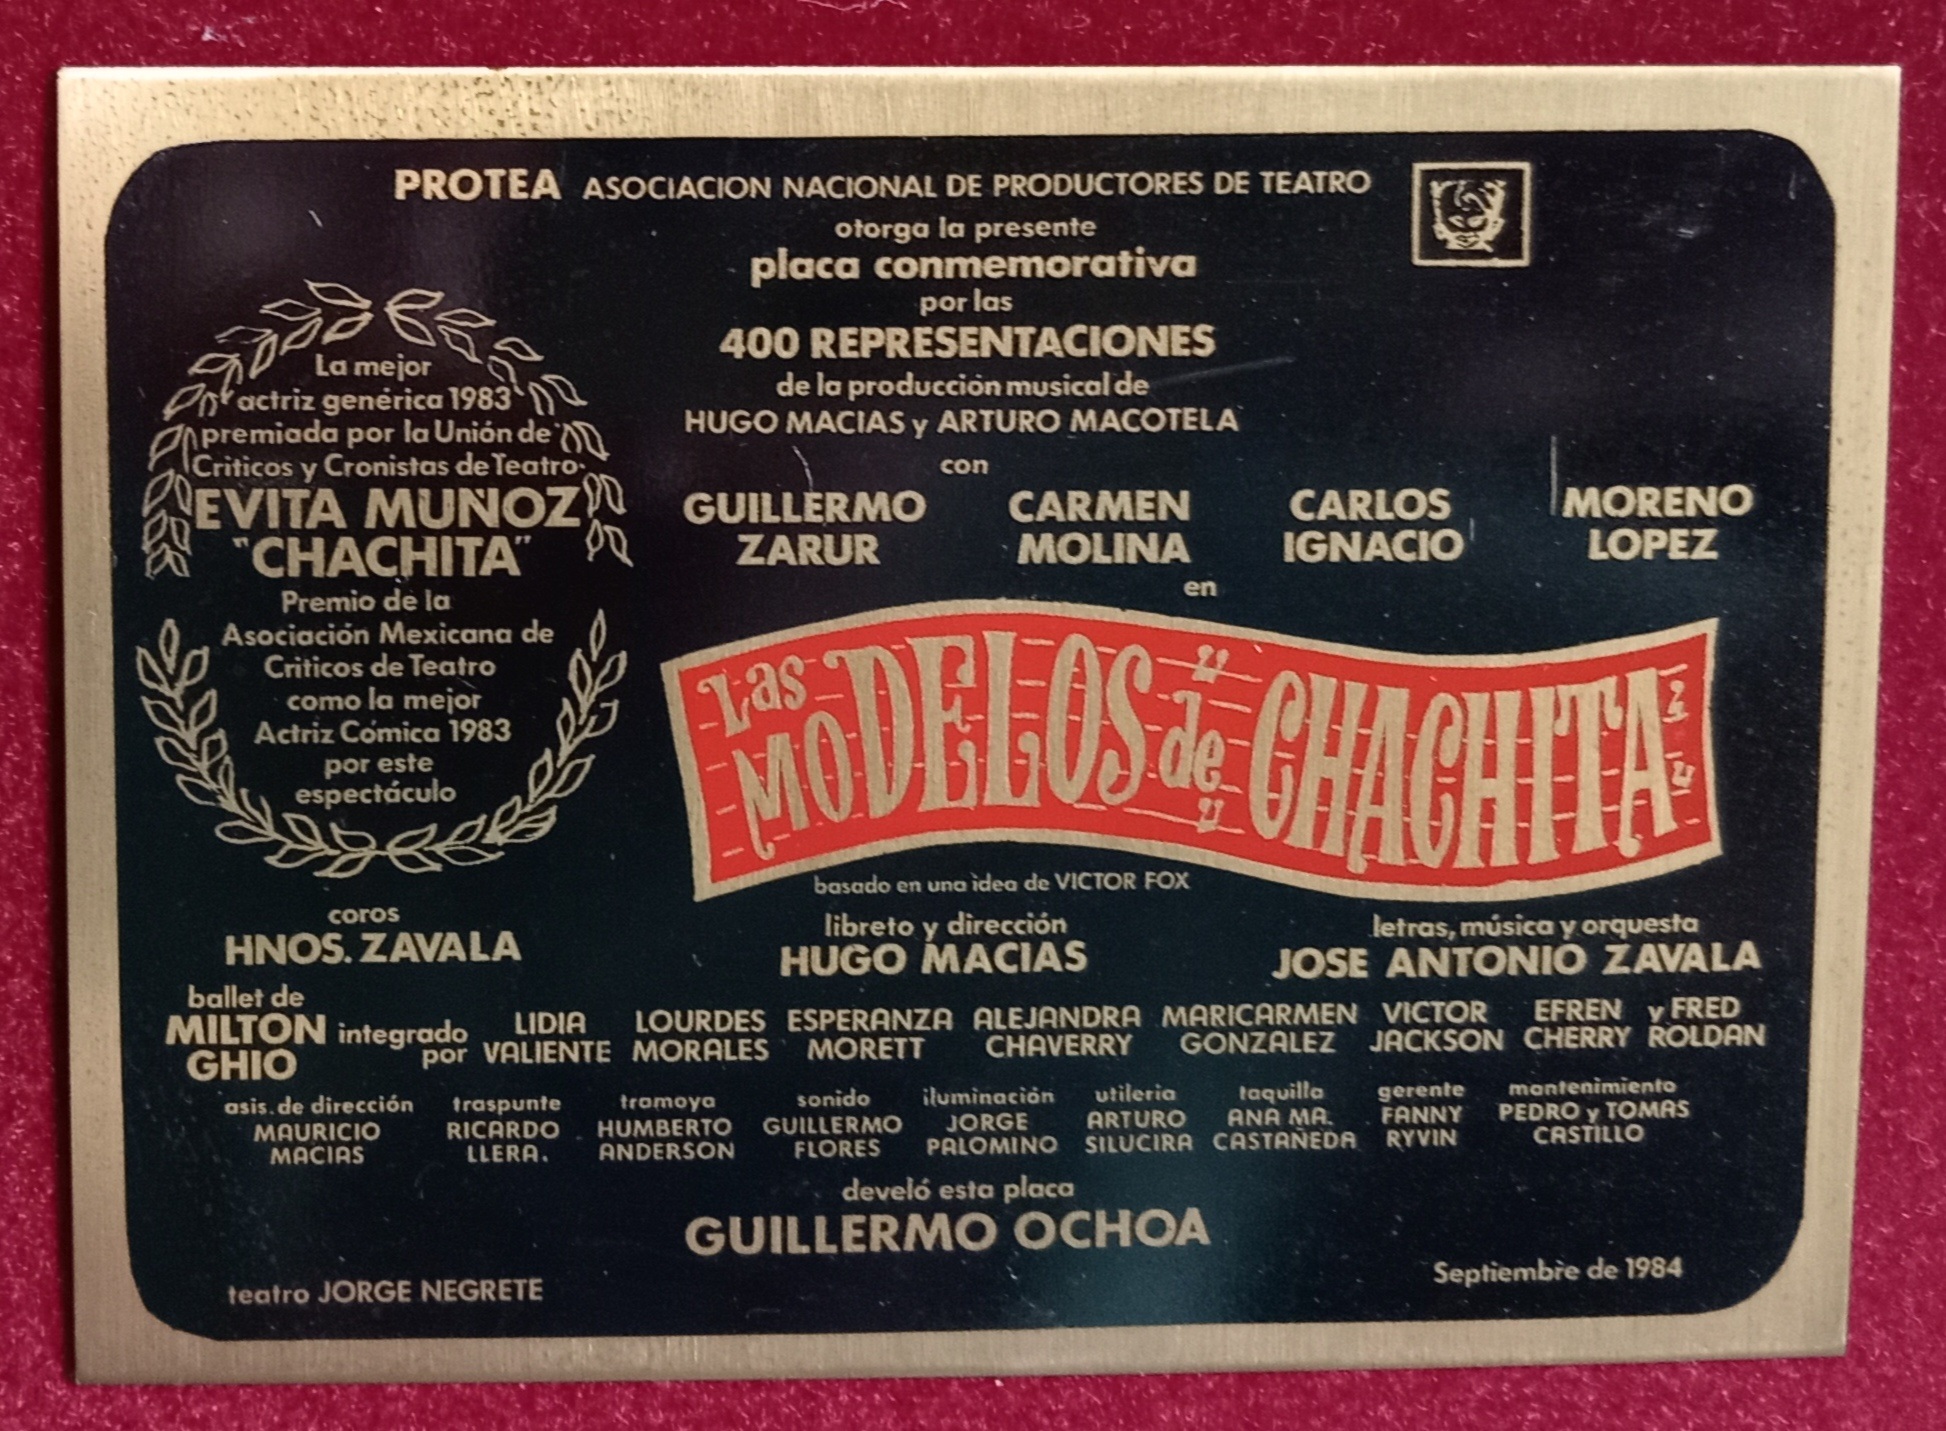 PROTEA ASOCIACION NACIONAL DE PRODUCTORES DE TEATRO
otorga la presente
placa conmemorativa
por las
400 REPRESENTACIONES
de la producción musical de
HUGO MACIAS y ARTURO MACOTELA
con
GUILLERMO ZARUR
CARMEN MOLINA
CARLOS IGNACIO
MORENO LOPEZ
en
La mejor
actriz genérica 1983
premiada por la Unión de
Criticos y Cronistas de Teatro
EVITA MUÑOZ
"CHACHITA"
Premio de la
Asociación Mexicana de
Criticos de Teatro
como la mejor
Actriz Cómica 1983
por este
espectáculo
Las MODELOS de CHACHITA
basado en una idea de VICTOR FOX
coros
HNOS. ZAVALA
libreto y dirección
HUGO MACIAS
letras, música y orquesta
JOSE ANTONIO ZAVALA
ballet de
MILTON
GHIO
integrado
por
LIDIA
VALIENTE
LOURDES
MORALES
ESPERANZA
MORETT
ALEJANDRA
CHAVERRY
MARICARMEN
GONZALEZ
VICTOR
JACKSON
EFREN
CHERRY
y FRED
ROLDAN
asis. de dirección
MAURICIO
MACIAS
traspunte
RICARDO
LLERA.
tramoya
HUMBERTO
ANDERSON
sonido
GUILLERMO
FLORES
iluminación
JORGE
PALOMINO
utileria
ARTURO
SILUCIRA
taquilla
ANA MA.
CASTAÑEDA
gerente
FANNY
RYVIN
mantenimiento
PEDRO y TOMAS
CASTILLO
develó esta placa
GUILLERMO OCHOA
teatro JORGE NEGRETE
Septiembre de 1984